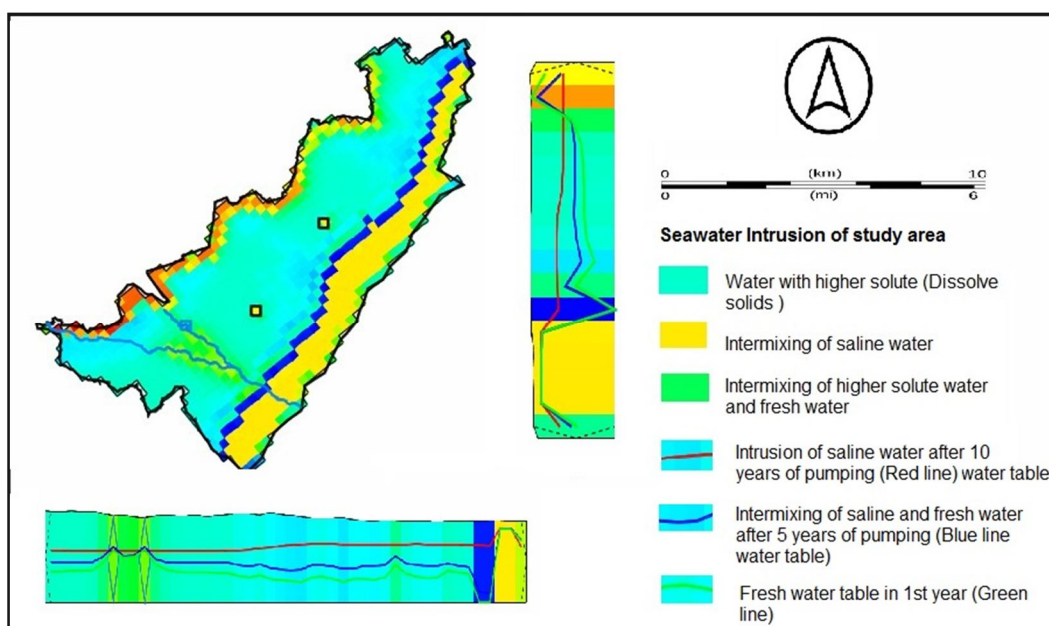 0 (km) 10
0 (mi) 6
Seawater Intrusion of study area
Water with higher solute (Dissolve
solids )
Intermixing of saline water
Intermixing of higher solute water
and fresh water
Intrusion of saline water after 10
years of pumping (Red line) water table
Intermixing of saline and fresh water
after 5 years of pumping (Blue line
water table)
Fresh water table in 1st year (Green
line)